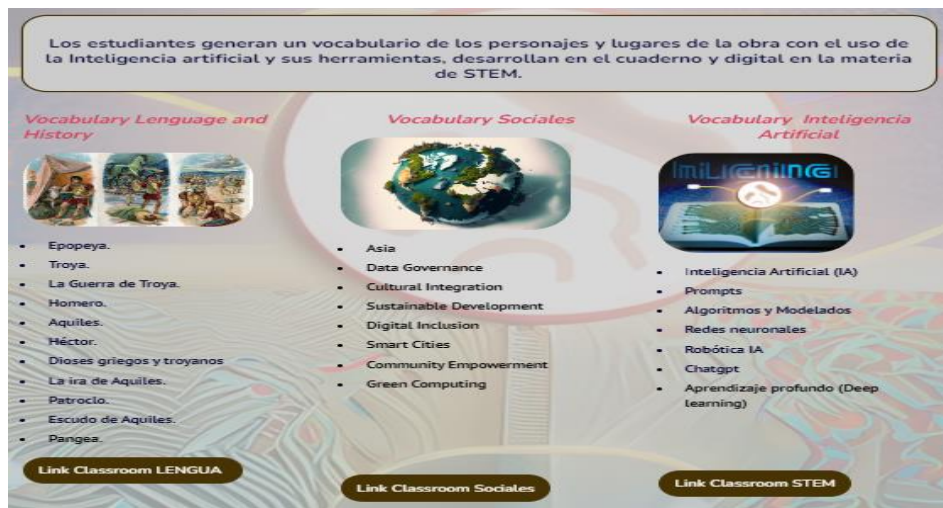 Los estudiantes generan un vocabulario de los personajes y lugares de la obra con el uso de
la Inteligencia artificial y sus herramientas, desarrollan en el cuaderno y digital en la materia
de STEM.
Vocabulary Lenguage and
History
• Epopeya.
• Troya.
• La Guerra de Troya.
• Homero.
• Aquiles.
• Héctor.
• Dioses griegos y troyanos
• La ira de Aquiles.
• Patroclo.
• Escudo de Aquiles.
• Pangea.
Link Classroom LENGUA
Vocabulary Sociales
• Asia
• Data Governance
• Cultural Integration
• Sustainable Development
• Digital Inclusion
• Smart Cities
• Community Empowerment
• Green Computing
Link Classroom Sociales
Vocabulary Inteligencia
Artificial
• Inteligencia Artificial (IA)
• Prompts
• Algoritmos y Modelados
• Redes neuronales
• Robótica IA
• Chatgpt
• Aprendizaje profundo (Deep
learning)
Link Classroom STEM